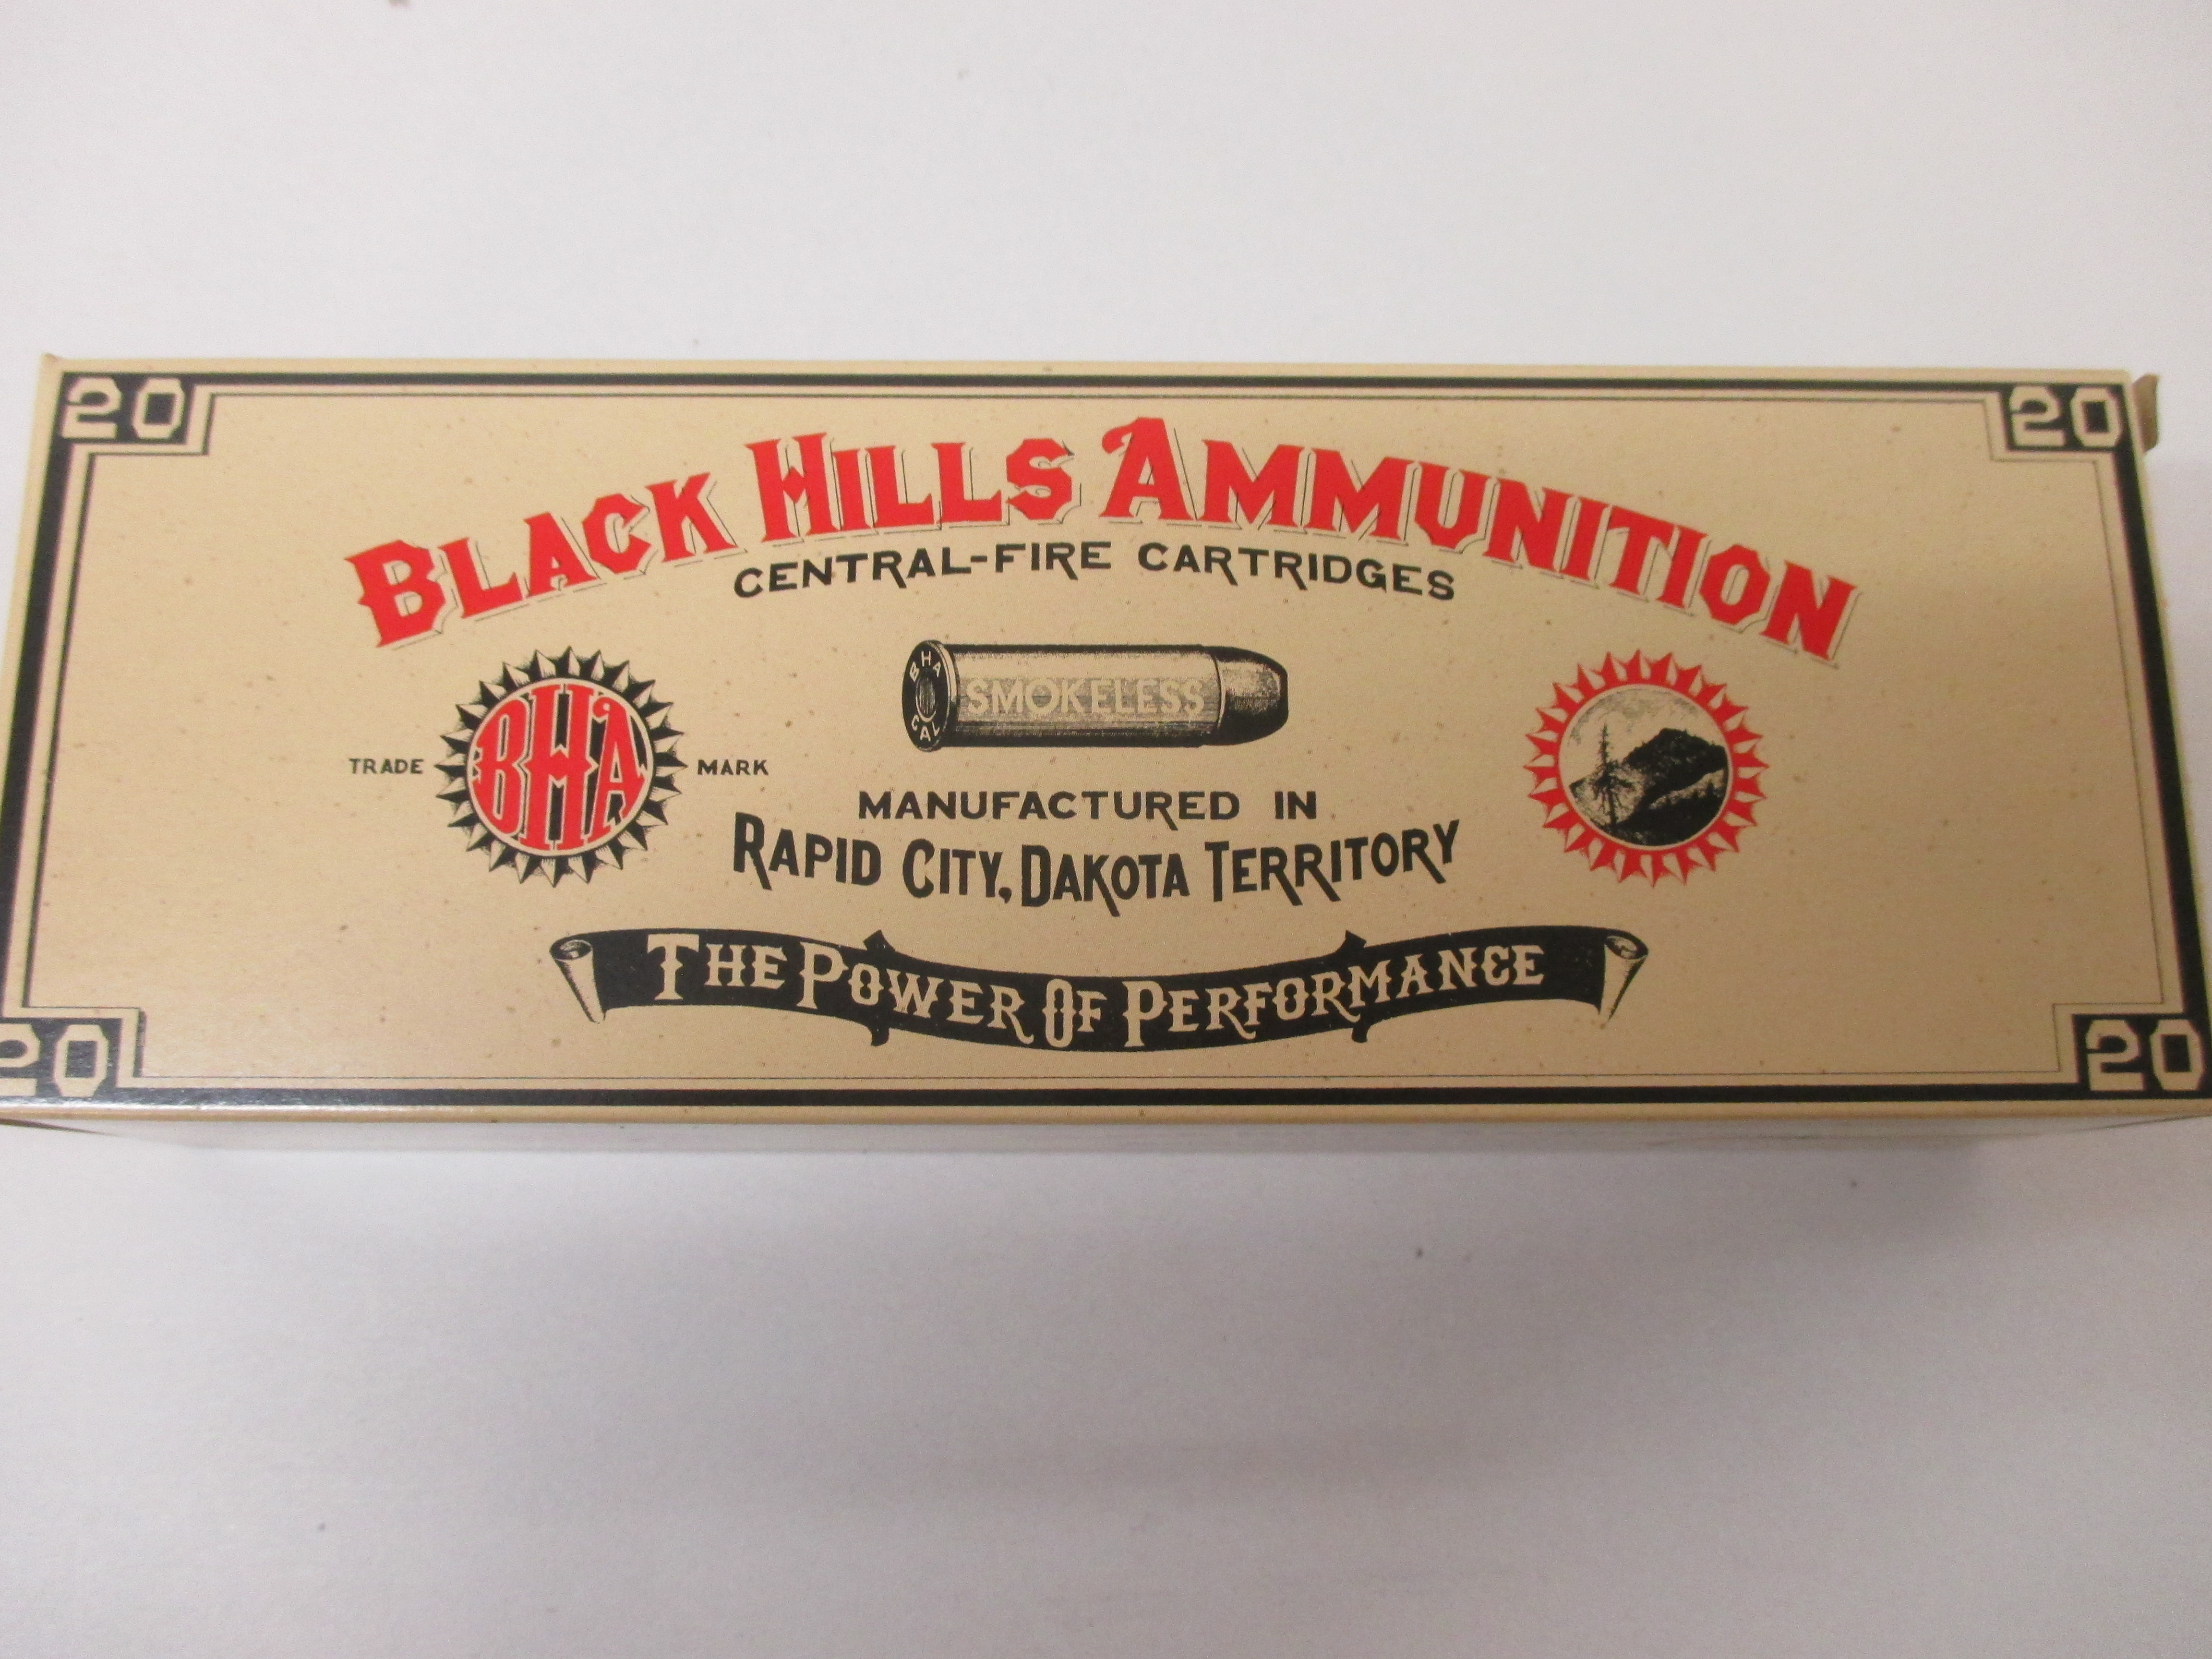 20 20
BLACK HILLS AMMUNITION
CENTRAL-FIRE CARTRIDGES
BHA
CAL
SMOKELESS
TRADE BHA MARK
MANUFACTURED IN
RAPID CITY, DAKOTA TERRITORY
THE POWER OF PERFORMANCE
20 20